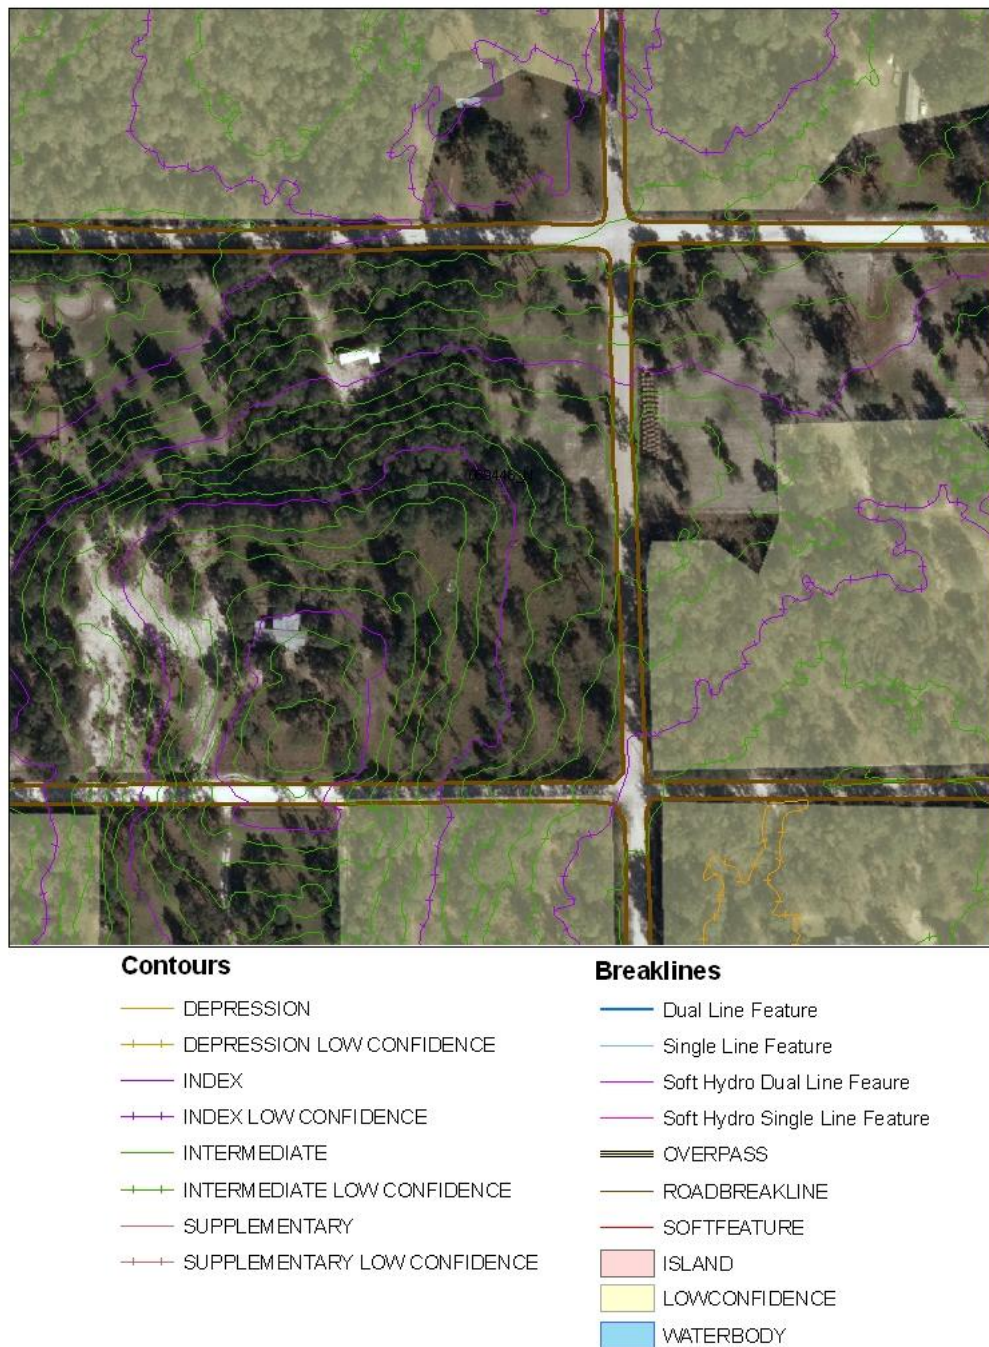 Contours
DEPRESSION
DEPRESSION LOW CONFIDENCE
INDEX
INDEX LOW CONFIDENCE
INTERMEDIATE
INTERMEDIATE LOW CONFIDENCE
SUPPLEMENTARY
SUPPLEMENTARY LOW CONFIDENCE
Breaklines
Dual Line Feature
Single Line Feature
Soft Hydro Dual Line Feaure
Soft Hydro Single Line Feature
OVERPASS
ROADBREAKLINE
SOFTFEATURE
ISLAND
LOWCONFIDENCE
WATERBODY